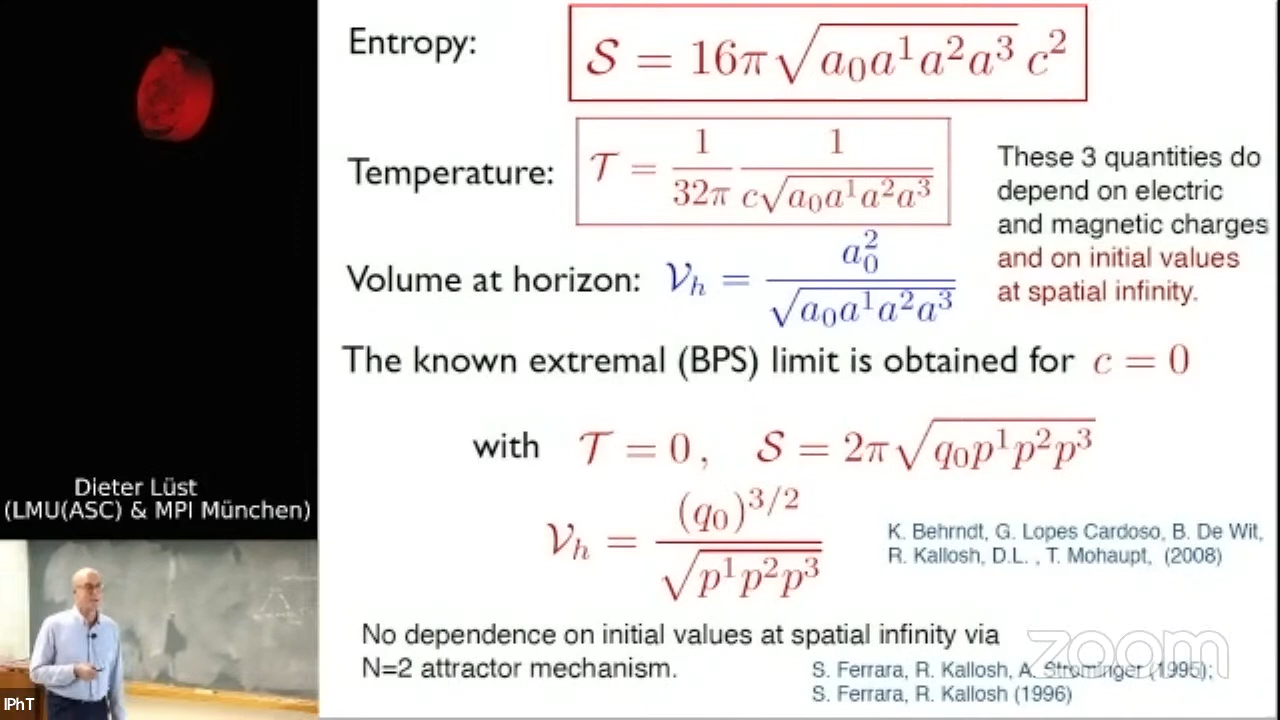 Entropy:
S = 16π√(a₀a¹a²a³) c²
Temperature:
T = 1/(32π) 1/(c√(a₀a¹a²a³))
These 3 quantities do
depend on electric
and magnetic charges
and on initial values
at spatial infinity.
Volume at horizon: V_h = a₀²/√(a₀a¹a²a³)
The known extremal (BPS) limit is obtained for c = 0
with T = 0, S = 2π√(q₀p¹p²p³)
V_h = (q₀)^{3/2}/√(p¹p²p³)
K. Behrndt, G. Lopes Cardoso, B. De Wit,
R. Kallosh, D.L. , T. Mohaupt, (2008)
No dependence on initial values at spatial infinity via
N=2 attractor mechanism.
S. Ferrara, R. Kallosh, A. Strominger (1995);
S. Ferrara, R. Kallosh (1996)
zoom
Dieter Lüst
(LMU(ASC) & MPI München)
IPhT